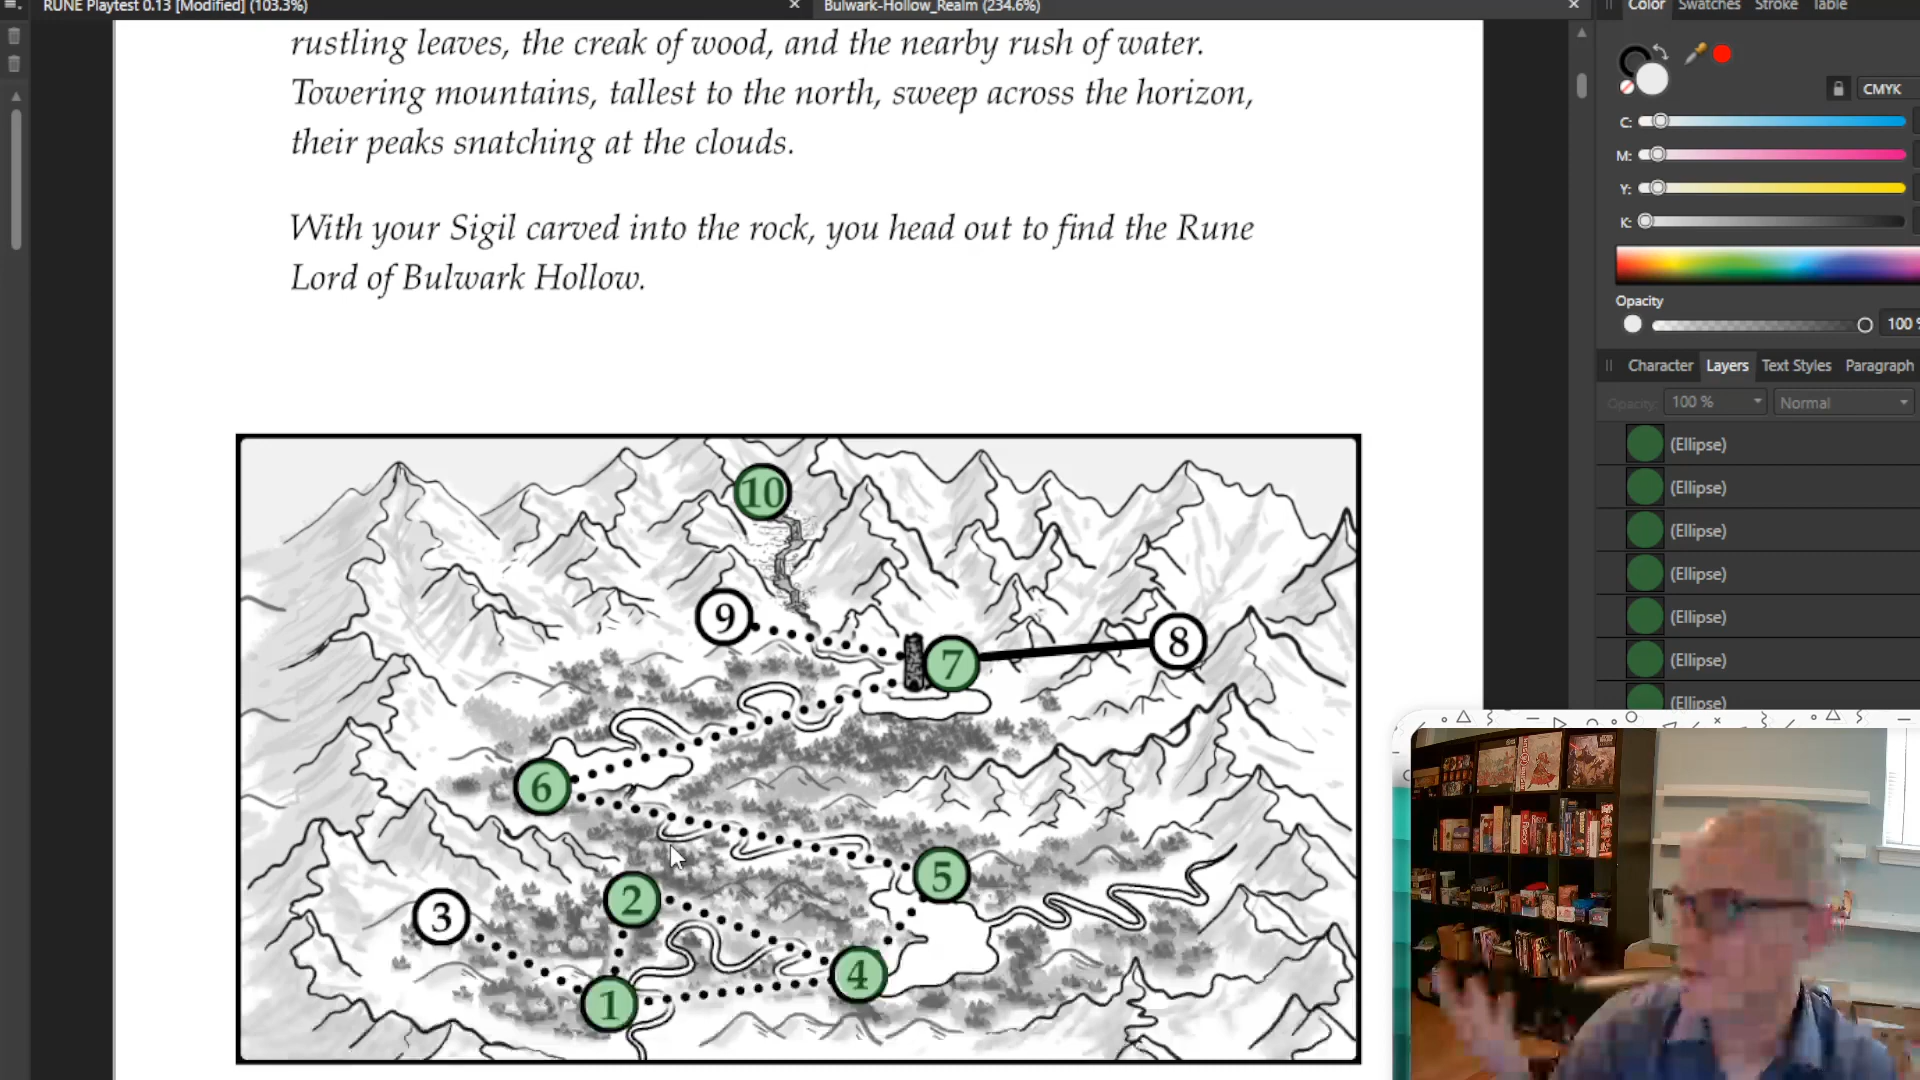 RUNE Playtest 0.13 [Modified] (103.3%)
Bulwark-Hollow_Realm (234.6%)
Color Swatches Stroke Table
rustling leaves, the creak of wood, and the nearby rush of water.
Towering mountains, tallest to the north, sweep across the horizon,
their peaks snatching at the clouds.
With your Sigil carved into the rock, you head out to find the Rune
Lord of Bulwark Hollow.
CMYK
C:
M:
Y:
K:
Opacity
100 %
Character Layers Text Styles Paragraph
Opacity: 100 % Normal
(Ellipse)
(Ellipse)
(Ellipse)
(Ellipse)
(Ellipse)
(Ellipse)
(Ellipse)
10
9
8
7
6
5
2
3
4
1